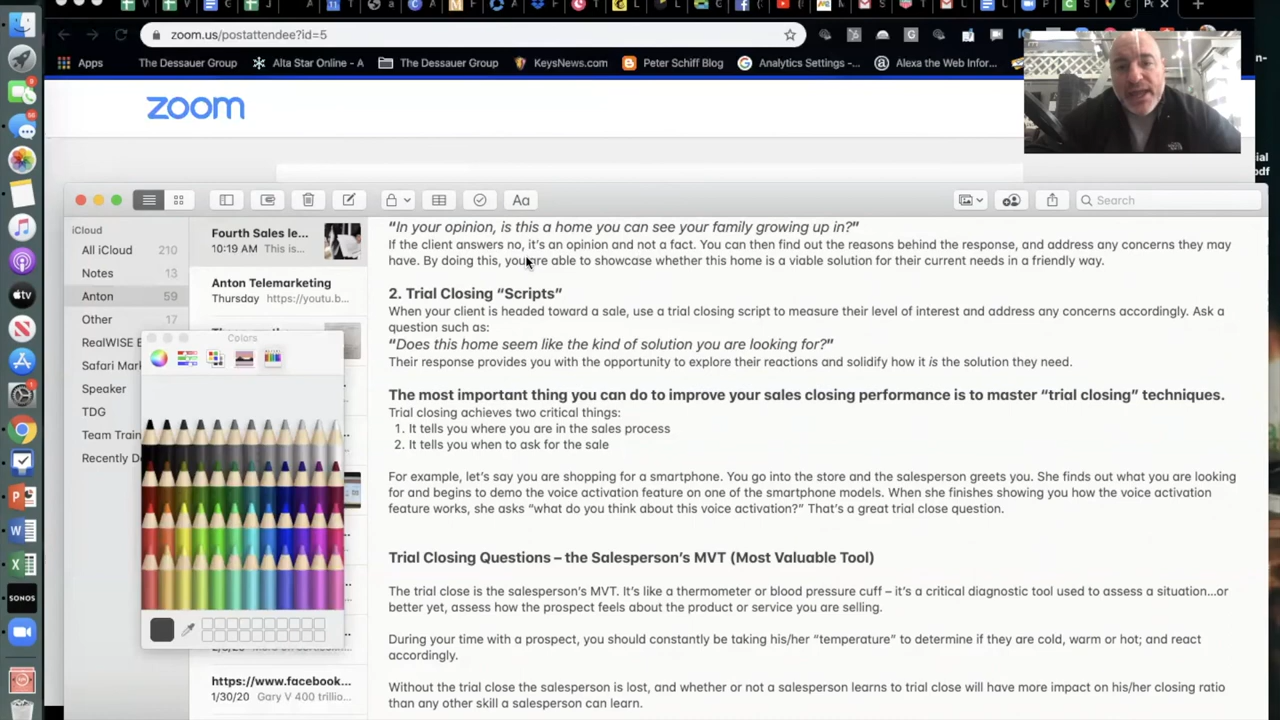 zoom.us/postattendee?id=5
Apps
The Dessauer Group
Alta Star Online - A
The Dessauer Group
KeysNews.com
Peter Schiff Blog
Analytics Settings -...
Alexa the Web Infor...
zoom
Aa
Search
iCloud
All iCloud 210
Notes 13
Anton 59
Other 17
RealWISE
Safari
Speaker
TDG
Team
Recently
Fourth Sales le...
10:19 AM This is...
Anton Telemarketing
Thursday https://youtu.b...
https://www.facebook...
1/30/20 Gary V 400 trillio...
Colors
“In your opinion, is this a home you can see your family growing up in?”
If the client answers no, it’s an opinion and not a fact. You can then find out the reasons behind the response, and address any concerns they may
have. By doing this, you are able to showcase whether this home is a viable solution for their current needs in a friendly way.
2. Trial Closing “Scripts”
When your client is headed toward a sale, use a trial closing script to measure their level of interest and address any concerns accordingly. Ask a
question such as:
“Does this home seem like the kind of solution you are looking for?”
Their response provides you with the opportunity to explore their reactions and solidify how it is the solution they need.
The most important thing you can do to improve your sales closing performance is to master “trial closing” techniques.
Trial closing achieves two critical things:
1. It tells you where you are in the sales process
2. It tells you when to ask for the sale
For example, let’s say you are shopping for a smartphone. You go into the store and the salesperson greets you. She finds out what you are looking
for and begins to demo the voice activation feature on one of the smartphone models. When she finishes showing you how the voice activation
feature works, she asks “what do you think about this voice activation?” That’s a great trial close question.
Trial Closing Questions – the Salesperson’s MVT (Most Valuable Tool)
The trial close is the salesperson’s MVT. It’s like a thermometer or blood pressure cuff – it’s a critical diagnostic tool used to assess a situation…or
better yet, assess how the prospect feels about the product or service you are selling.
During your time with a prospect, you should constantly be taking his/her “temperature” to determine if they are cold, warm or hot; and react
accordingly.
Without the trial close the salesperson is lost, and whether or not a salesperson learns to trial close will have more impact on his/her closing ratio
than any other skill a salesperson can learn.